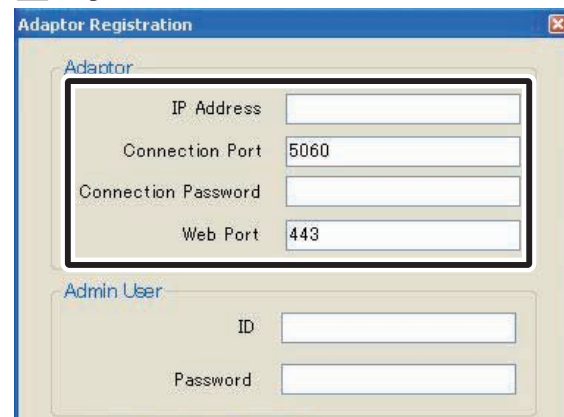 Adaptor Registration
Adaptor
IP Address
Connection Port 5060
Connection Password
Web Port 443
Admin User
ID
Password